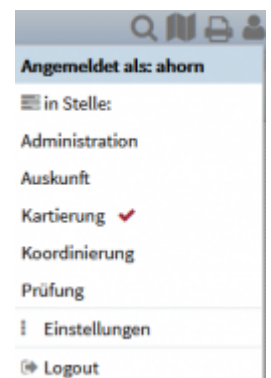 Angemeldet als: ahorn
in Stelle:
Administration
Auskunft
Kartierung
Koordinierung
Prüfung
Einstellungen
Logout